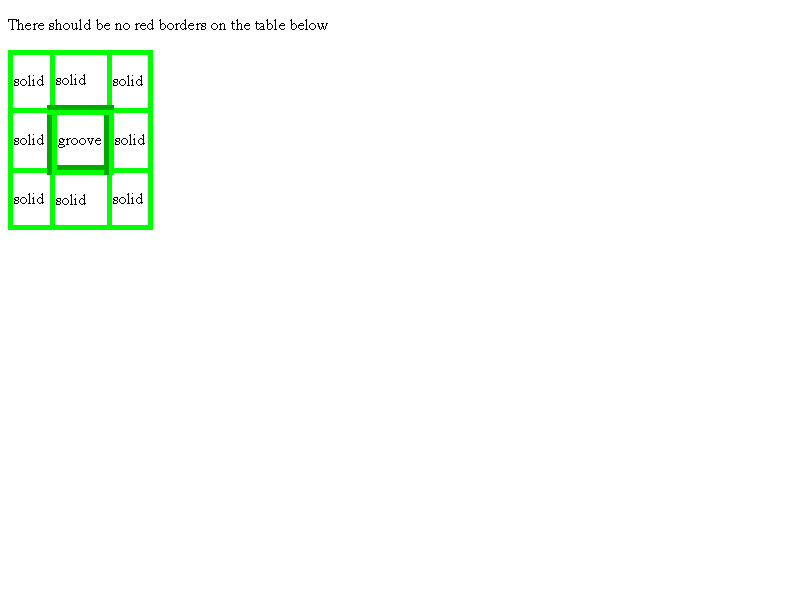 There should be no red borders on the table below
solid solid solid
solid groove solid
solid solid solid